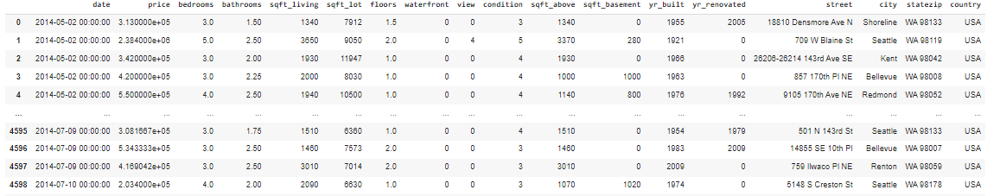 date price bedrooms bathrooms sqft_living sqft_lot floors waterfront view condition sqft_above sqft_basement yr_built yr_renovated street city statezip country
0 2014-05-02 00:00:00 3.130000e+05 3.0 1.50 1340 7912 1.5 0 0 3 1340 0 1955 2005 18810 Densmore Ave N Shoreline WA 98133 USA
1 2014-05-02 00:00:00 2.384000e+06 5.0 2.50 3650 9050 2.0 0 4 5 3370 280 1921 0 709 W Blaine St Seattle WA 98119 USA
2 2014-05-02 00:00:00 3.420000e+05 3.0 2.00 1930 11947 1.0 0 0 4 1930 0 1966 0 26206-26214 143rd Ave SE Kent WA 98042 USA
3 2014-05-02 00:00:00 4.200000e+05 3.0 2.25 2000 8030 1.0 0 0 4 1000 1000 1963 0 857 170th Pl NE Bellevue WA 98008 USA
4 2014-05-02 00:00:00 5.500000e+05 4.0 2.50 1940 10500 1.0 0 0 4 1140 800 1976 1992 9105 170th Ave NE Redmond WA 98052 USA
... ... ... ... ... ... ... ... ... ... ... ... ... ... ... ... ... ... ...
4595 2014-07-09 00:00:00 3.081667e+05 3.0 1.75 1510 6360 1.0 0 0 4 1510 0 1954 1979 501 N 143rd St Seattle WA 98133 USA
4596 2014-07-09 00:00:00 5.343333e+05 3.0 2.50 1460 7573 2.0 0 0 3 1460 0 1983 2009 14855 SE 10th Pl Bellevue WA 98007 USA
4597 2014-07-09 00:00:00 4.169042e+05 3.0 2.50 3010 7014 2.0 0 0 3 3010 0 2009 0 759 Ilwaco Pl NE Renton WA 98059 USA
4598 2014-07-10 00:00:00 2.034000e+05 4.0 2.00 2090 6630 1.0 0 0 3 1070 1020 1974 0 5148 S Creston St Seattle WA 98178 USA